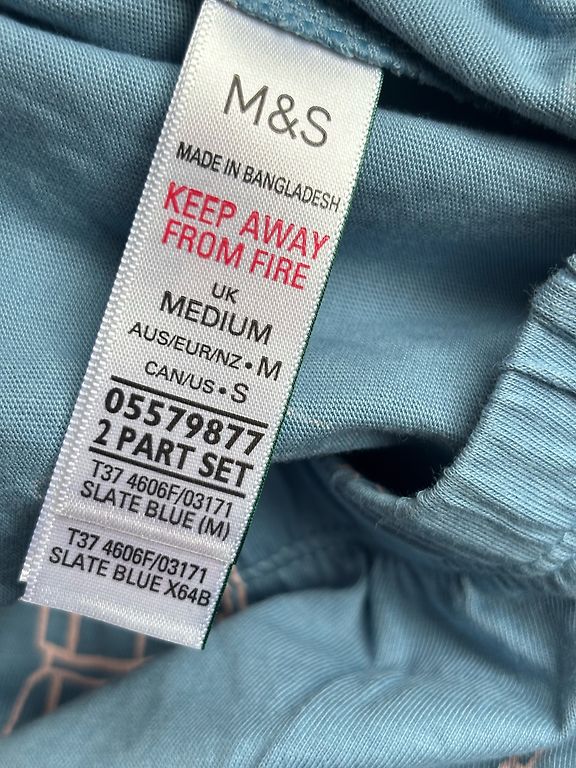 M&S
MADE IN BANGLADESH
KEEP AWAY
FROM FIRE
UK
MEDIUM
AUS/EUR/NZ • M
CAN/US • S
05579877
2 PART SET
T37 4606F/03171
SLATE BLUE (M)
T37 4606F/03171
SLATE BLUE X64B